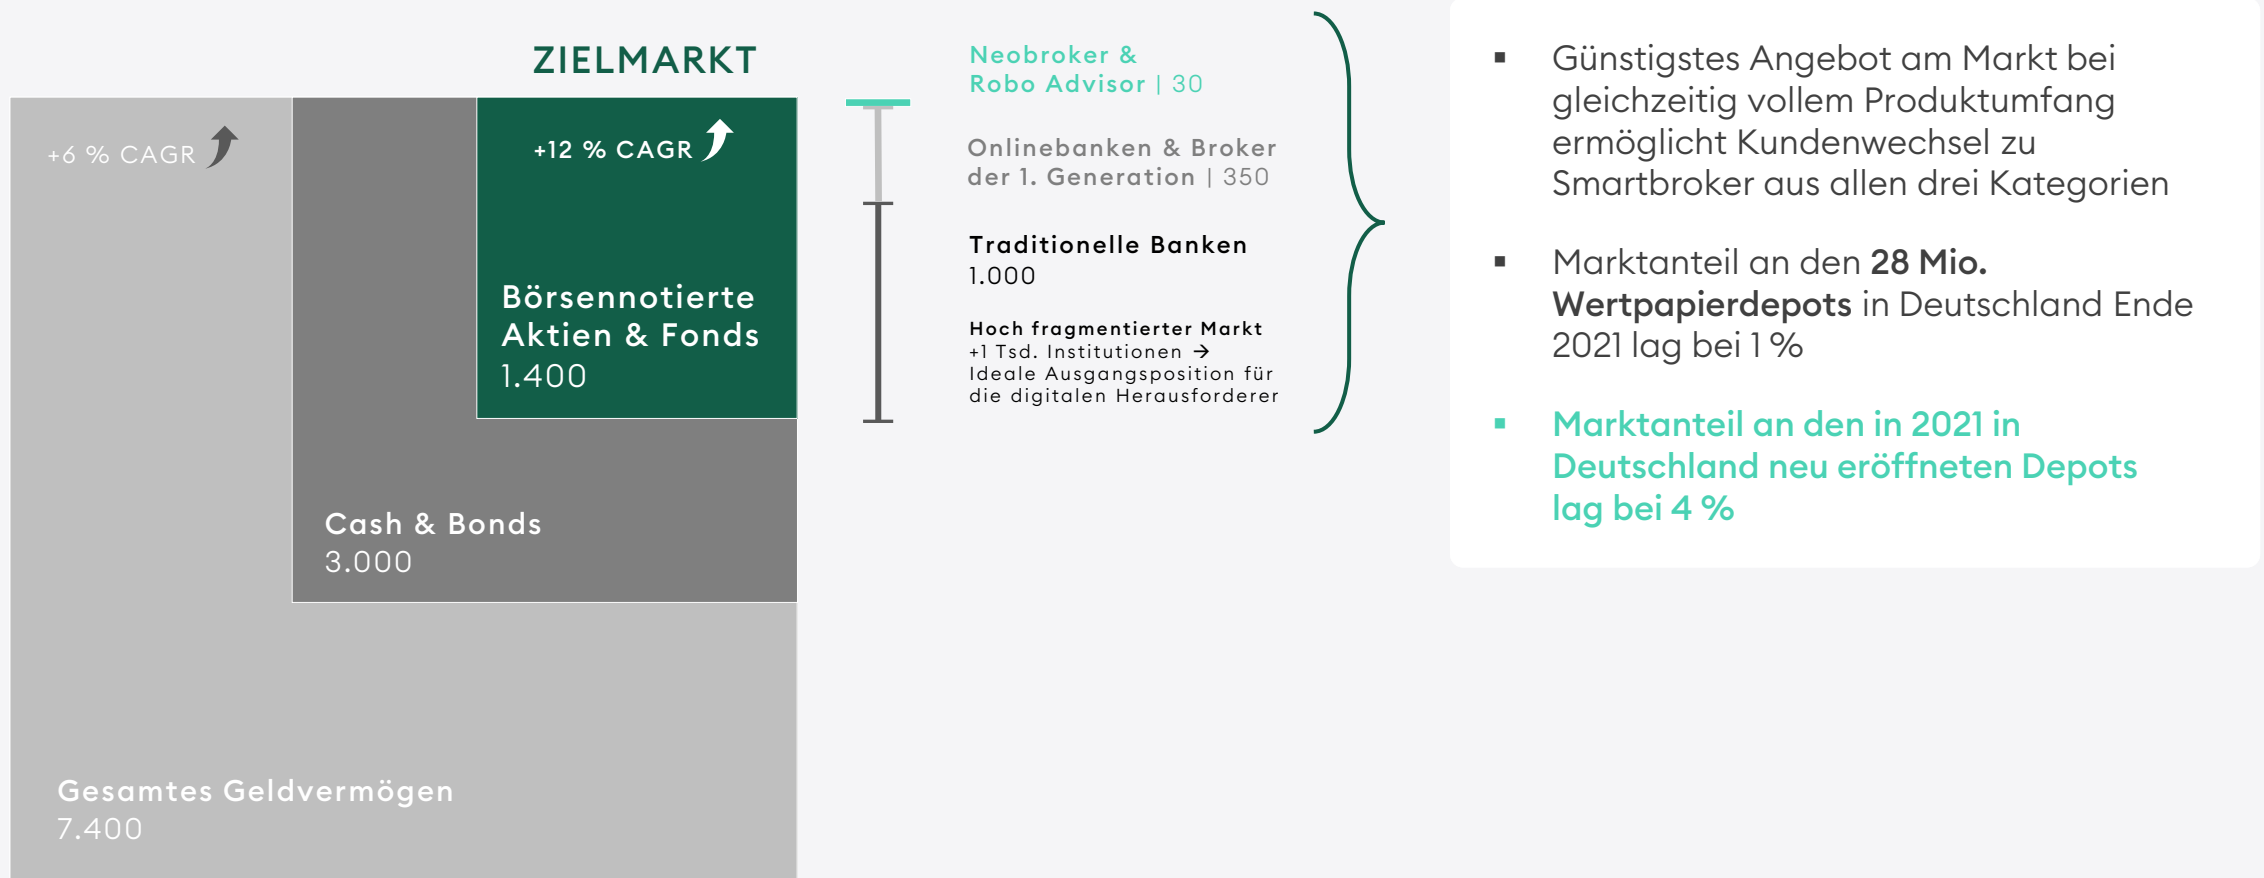 ZIELMARKT
+6 % CAGR
+12 % CAGR
Börsennotierte
Aktien & Fonds
1.400
Cash & Bonds
3.000
Gesamtes Geldvermögen
7.400
Neobroker &
Robo Advisor | 30
Onlinebanken & Broker
der 1. Generation | 350
Traditionelle Banken
1.000
Hoch fragmentierter Markt
+1 Tsd. Institutionen →
Ideale Ausgangsposition für
die digitalen Herausforderer
▪ Günstigstes Angebot am Markt bei
gleichzeitig vollem Produktumfang
ermöglicht Kundenwechsel zu
Smartbroker aus allen drei Kategorien
▪ Marktanteil an den 28 Mio.
Wertpapierdepots in Deutschland Ende
2021 lag bei 1 %
▪ Marktanteil an den in 2021 in
Deutschland neu eröffneten Depots
lag bei 4 %